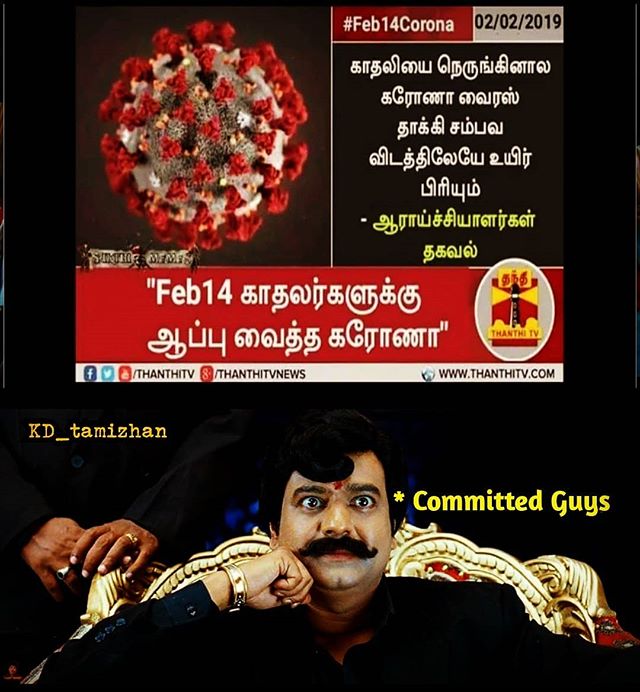 #Feb14Corona 02/02/2019
காதலியை நெருங்கினால
கரோணா வைரஸ்
தாக்கி சம்பவ
விடத்திலேயே உயிர்
பிரியும்
- ஆராய்ச்சியாளர்கள்
தகவல்
"Feb14 காதலர்களுக்கு
ஆப்பு வைத்த கரோணா"
தந்தி
THANTHI TV
/THANTHITV /THANTHITVNEWS WWW.THANTHITV.COM
KD_tamizhan
* Committed Guys